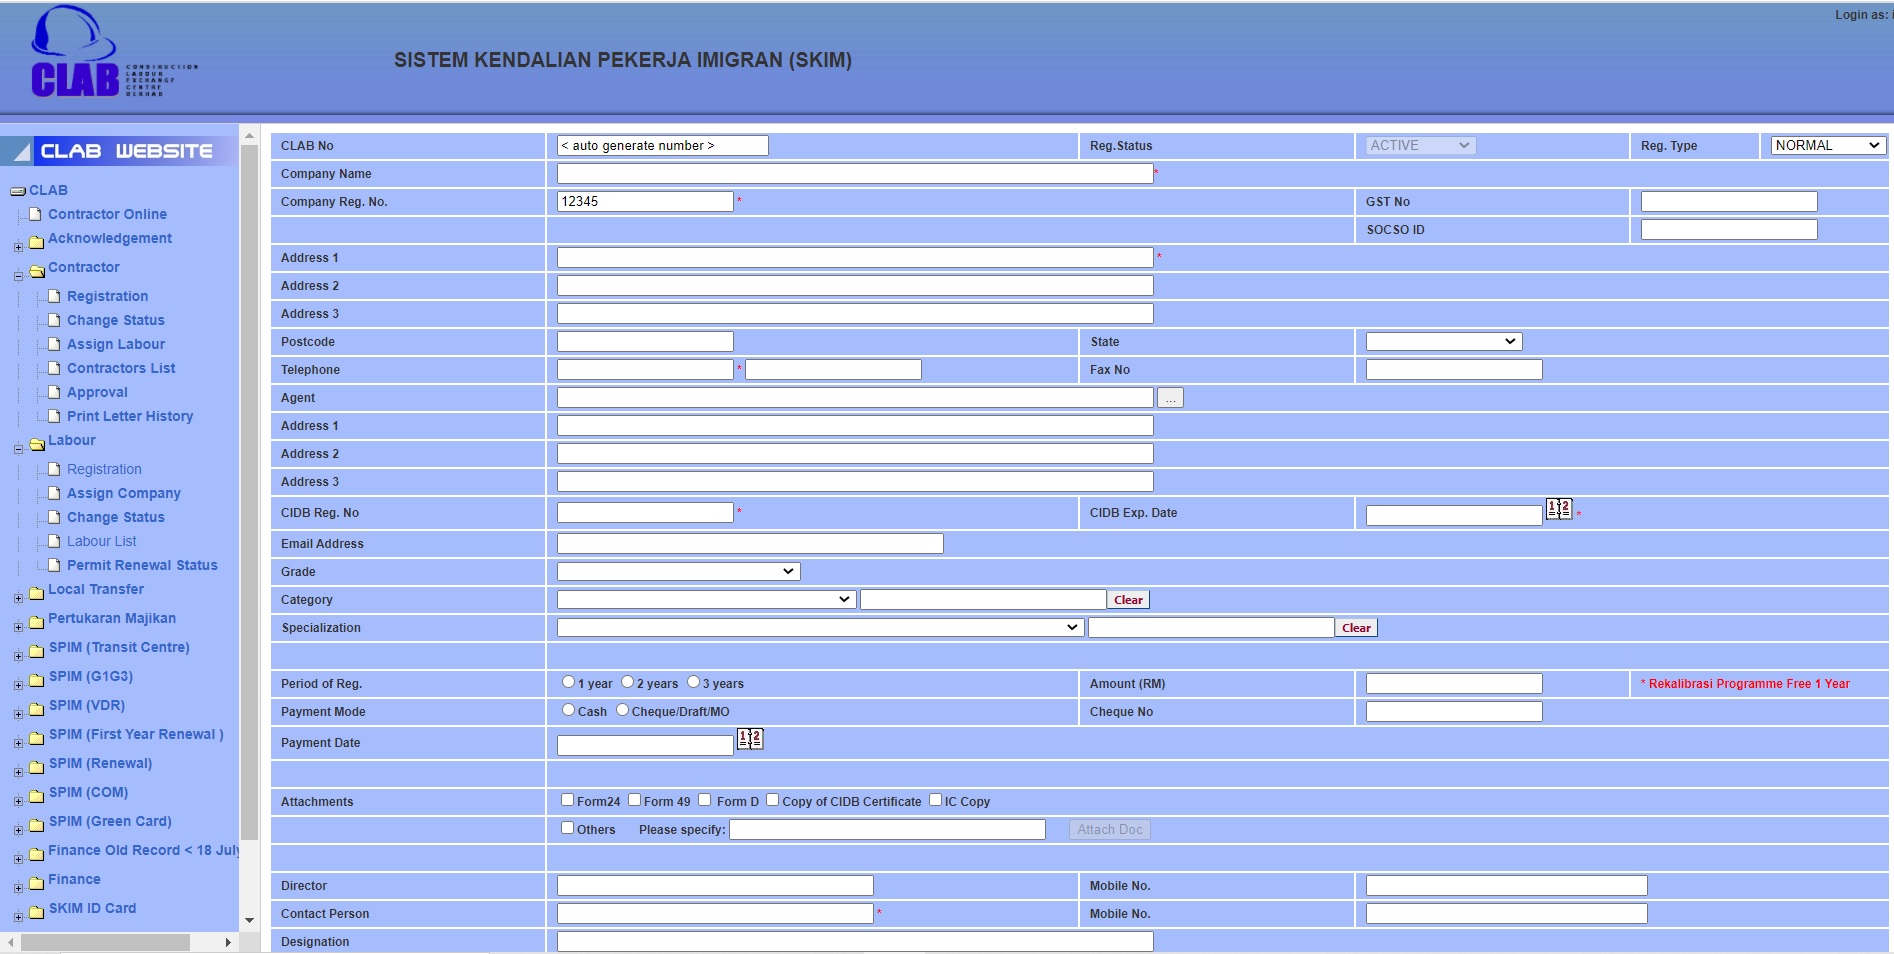 Login as: i
CLAB
CONSTRUCTION
LABOUR
EXCHANGE
CENTRE
BERHAD
SISTEM KENDALIAN PEKERJA IMIGRAN (SKIM)
CLAB WEBSITE
CLAB
Contractor Online
Acknowledgement
Contractor
Registration
Change Status
Assign Labour
Contractors List
Approval
Print Letter History
Labour
Registration
Assign Company
Change Status
Labour List
Permit Renewal Status
Local Transfer
Pertukaran Majikan
SPIM (Transit Centre)
SPIM (G1G3)
SPIM (VDR)
SPIM (First Year Renewal )
SPIM (Renewal)
SPIM (COM)
SPIM (Green Card)
Finance Old Record < 18 July
Finance
SKIM ID Card
CLAB No < auto generate number > Reg.Status ACTIVE Reg. Type NORMAL
Company Name *
Company Reg. No. 12345 * GST No
SOCSO ID
Address 1 *
Address 2
Address 3
Postcode State
Telephone * Fax No
Agent ...
Address 1
Address 2
Address 3
CIDB Reg. No * CIDB Exp. Date *
Email Address
Grade
Category Clear
Specialization Clear
Period of Reg. 1 year 2 years 3 years Amount (RM) * Rekalibrasi Programme Free 1 Year
Payment Mode Cash Cheque/Draft/MO Cheque No
Payment Date
Attachments Form24 Form 49 Form D Copy of CIDB Certificate IC Copy
Others Please specify: Attach Doc
Director Mobile No.
Contact Person * Mobile No.
Designation